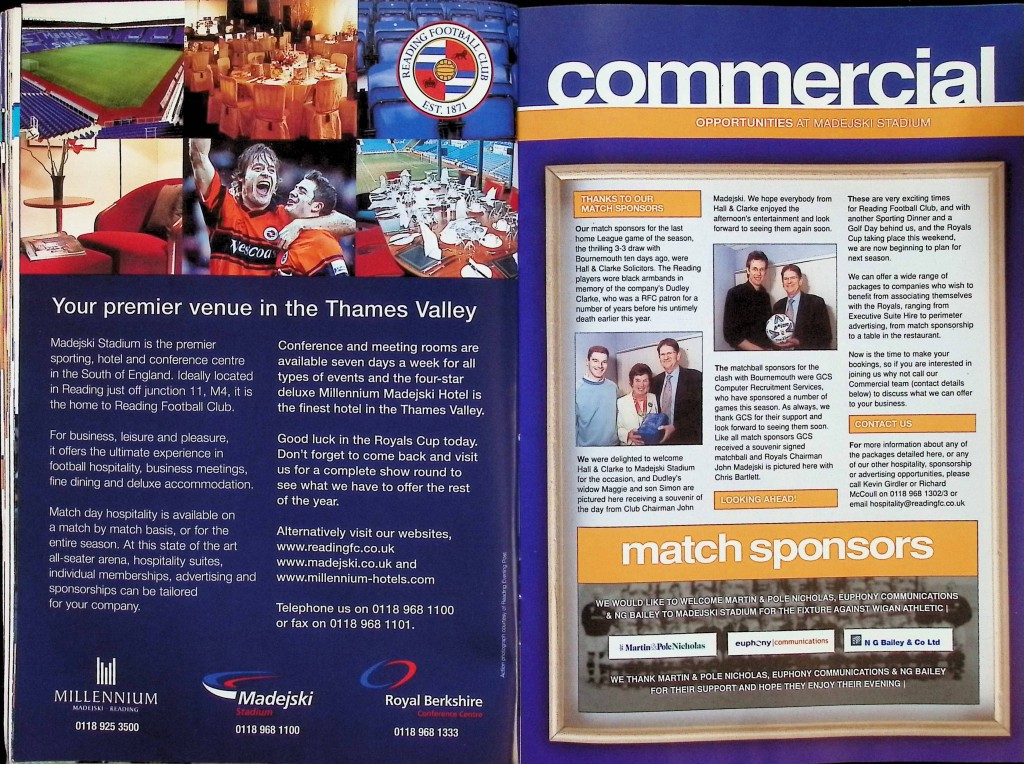 READING FOOTBALL CLUB
EST. 1871
Vescou
Your premier venue in the Thames Valley
Madejski Stadium is the premier
sporting, hotel and conference centre
in the South of England. Ideally located
in Reading just off junction 11, M4, it is
the home to Reading Football Club.
For business, leisure and pleasure,
it offers the ultimate experience in
football hospitality, business meetings,
fine dining and deluxe accommodation.
Match day hospitality is available on
a match by match basis, or for the
entire season. At this state of the art
all-seater arena, hospitality suites,
individual memberships, advertising and
sponsorships can be tailored
for your company.
Conference and meeting rooms are
available seven days a week for all
types of events and the four-star
deluxe Millennium Madejski Hotel is
the finest hotel in the Thames Valley.
Good luck in the Royals Cup today.
Don't forget to come back and visit
us for a complete show round to
see what we have to offer the rest
of the year.
Alternatively visit our websites,
www.readingfc.co.uk
www.madejski.co.uk and
www.millennium-hotels.com
Telephone us on 0118 968 1100
or fax on 0118 968 1101.
Action photograph courtesy of Reading Evening Post
MILLENNIUM
MADEJSKI · READING
0118 925 3500
Madejski
Stadium
0118 968 1100
Royal Berkshire
Conference Centre
0118 968 1333
commercial
OPPORTUNITIES AT MADEJSKI STADIUM
THANKS TO OUR
MATCH SPONSORS
Our match sponsors for the last
home League game of the season,
the thrilling 3-3 draw with
Bournemouth ten days ago, were
Hall & Clarke Solicitors. The Reading
players wore black armbands in
memory of the company's Dudley
Clarke, who was a RFC patron for a
number of years before his untimely
death earlier this year.
We were delighted to welcome
Hall & Clarke to Madejski Stadium
for the occasion, and Dudley's
widow Maggie and son Simon are
pictured here receiving a souvenir of
the day from Club Chairman John
Madejski. We hope everybody from
Hall & Clarke enjoyed the
afternoon's entertainment and look
forward to seeing them again soon.
The matchball sponsors for the
clash with Bournemouth were GCS
Computer Recruitment Services,
who have sponsored a number of
games this season. As always, we
thank GCS for their support and
look forward to seeing them soon.
Like all match sponsors GCS
received a souvenir signed
matchball and Royals Chairman
John Madejski is pictured here with
Chris Bartlett.
LOOKING AHEAD!
These are very exciting times
for Reading Football Club, and with
another Sporting Dinner and a
Golf Day behind us, and the Royals
Cup taking place this weekend,
we are now beginning to plan for
next season.
We can offer a wide range of
packages to companies who wish to
benefit from associating themselves
with the Royals, ranging from
Executive Suite Hire to perimeter
advertising, from match sponsorship
to a table in the restaurant.
Now is the time to make your
bookings, so if you are interested in
joining us why not call our
Commercial team (contact details
below) to discuss what we can offer
to your business.
CONTACT US
For more information about any of
the packages detailed here, or any
of our other hospitality, sponsorship
or advertising opportunities, please
call Kevin Girdler or Richard
McCoull on 0118 968 1302/3 or
email hospitality@readingfc.co.uk
match sponsors
WE WOULD LIKE TO WELCOME MARTIN & POLE NICHOLAS, EUPHONY COMMUNICATIONS
& NG BAILEY TO MADEJSKI STADIUM FOR THE FIXTURE AGAINST WIGAN ATHLETIC |
Martin & Pole Nicholas
euphony|communications
N G Bailey & Co Ltd
WE THANK MARTIN & POLE NICHOLAS, EUPHONY COMMUNICATIONS & NG BAILEY
FOR THEIR SUPPORT AND HOPE THEY ENJOY THEIR EVENING |